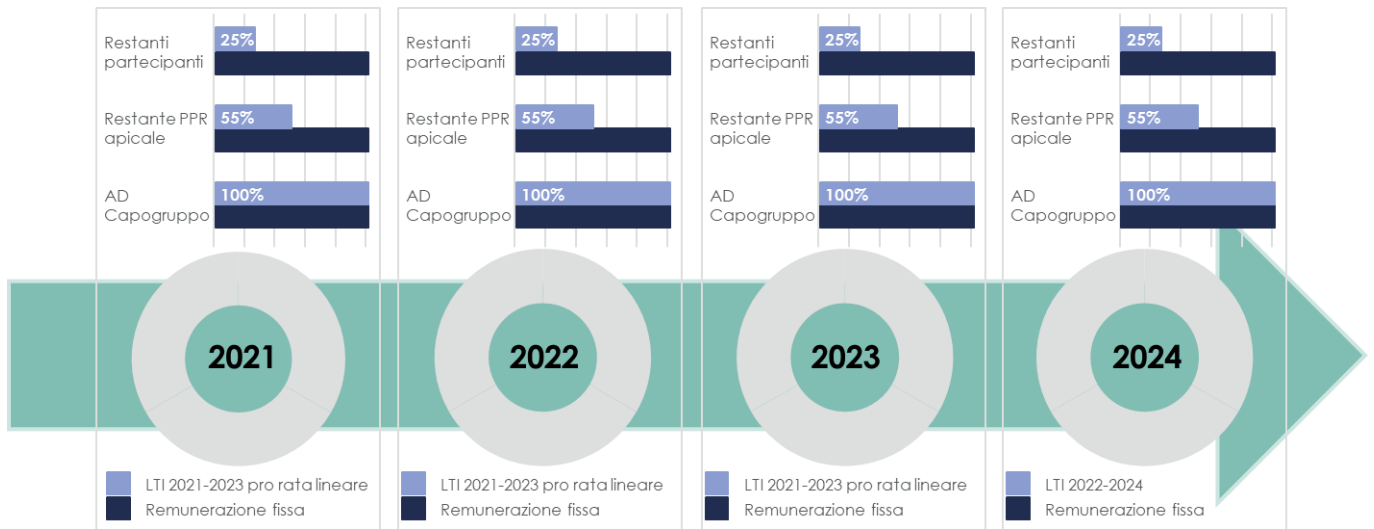 Restanti
partecipanti
25%
Restante PPR
apicale
55%
AD
Capogruppo
100%
2021
LTI 2021-2023 pro rata lineare
Remunerazione fissa
Restanti
partecipanti
25%
Restante PPR
apicale
55%
AD
Capogruppo
100%
2022
LTI 2021-2023 pro rata lineare
Remunerazione fissa
Restanti
partecipanti
25%
Restante PPR
apicale
55%
AD
Capogruppo
100%
2023
LTI 2021-2023 pro rata lineare
Remunerazione fissa
Restanti
partecipanti
25%
Restante PPR
apicale
55%
AD
Capogruppo
100%
2024
LTI 2022-2024
Remunerazione fissa